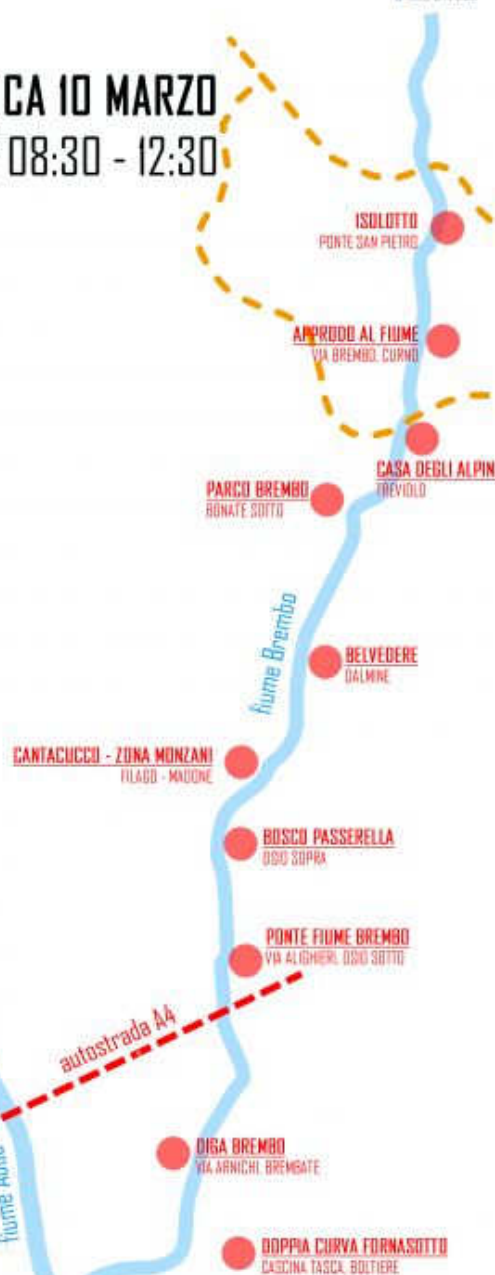 CA 10 MARZO
08:30 - 12:30
ISOLOTTO
PONTE SAN PIETRO
APPRODO AL FIUME
VIA BREMBO, CURNO
CASA DEGLI ALPIN
TREVIOLO
PARCO BREMBO
BONATE SOTTO
fiume Brembo
BELVEDERE
DALMINE
CANTACUCCO - ZONA MONZANI
FILAGO - MADONE
BOSCO PASSERELLA
OSIO SOPRA
PONTE FIUME BREMBO
VIA ALIGHIERI, OSIO SOTTO
autostrada A4
fiume Adda
DIGA BREMBO
VIA ARNICHI, BREMBATE
DOPPIA CURVA FORNASOTTO
CASCINA TASCA, BOLTIERE